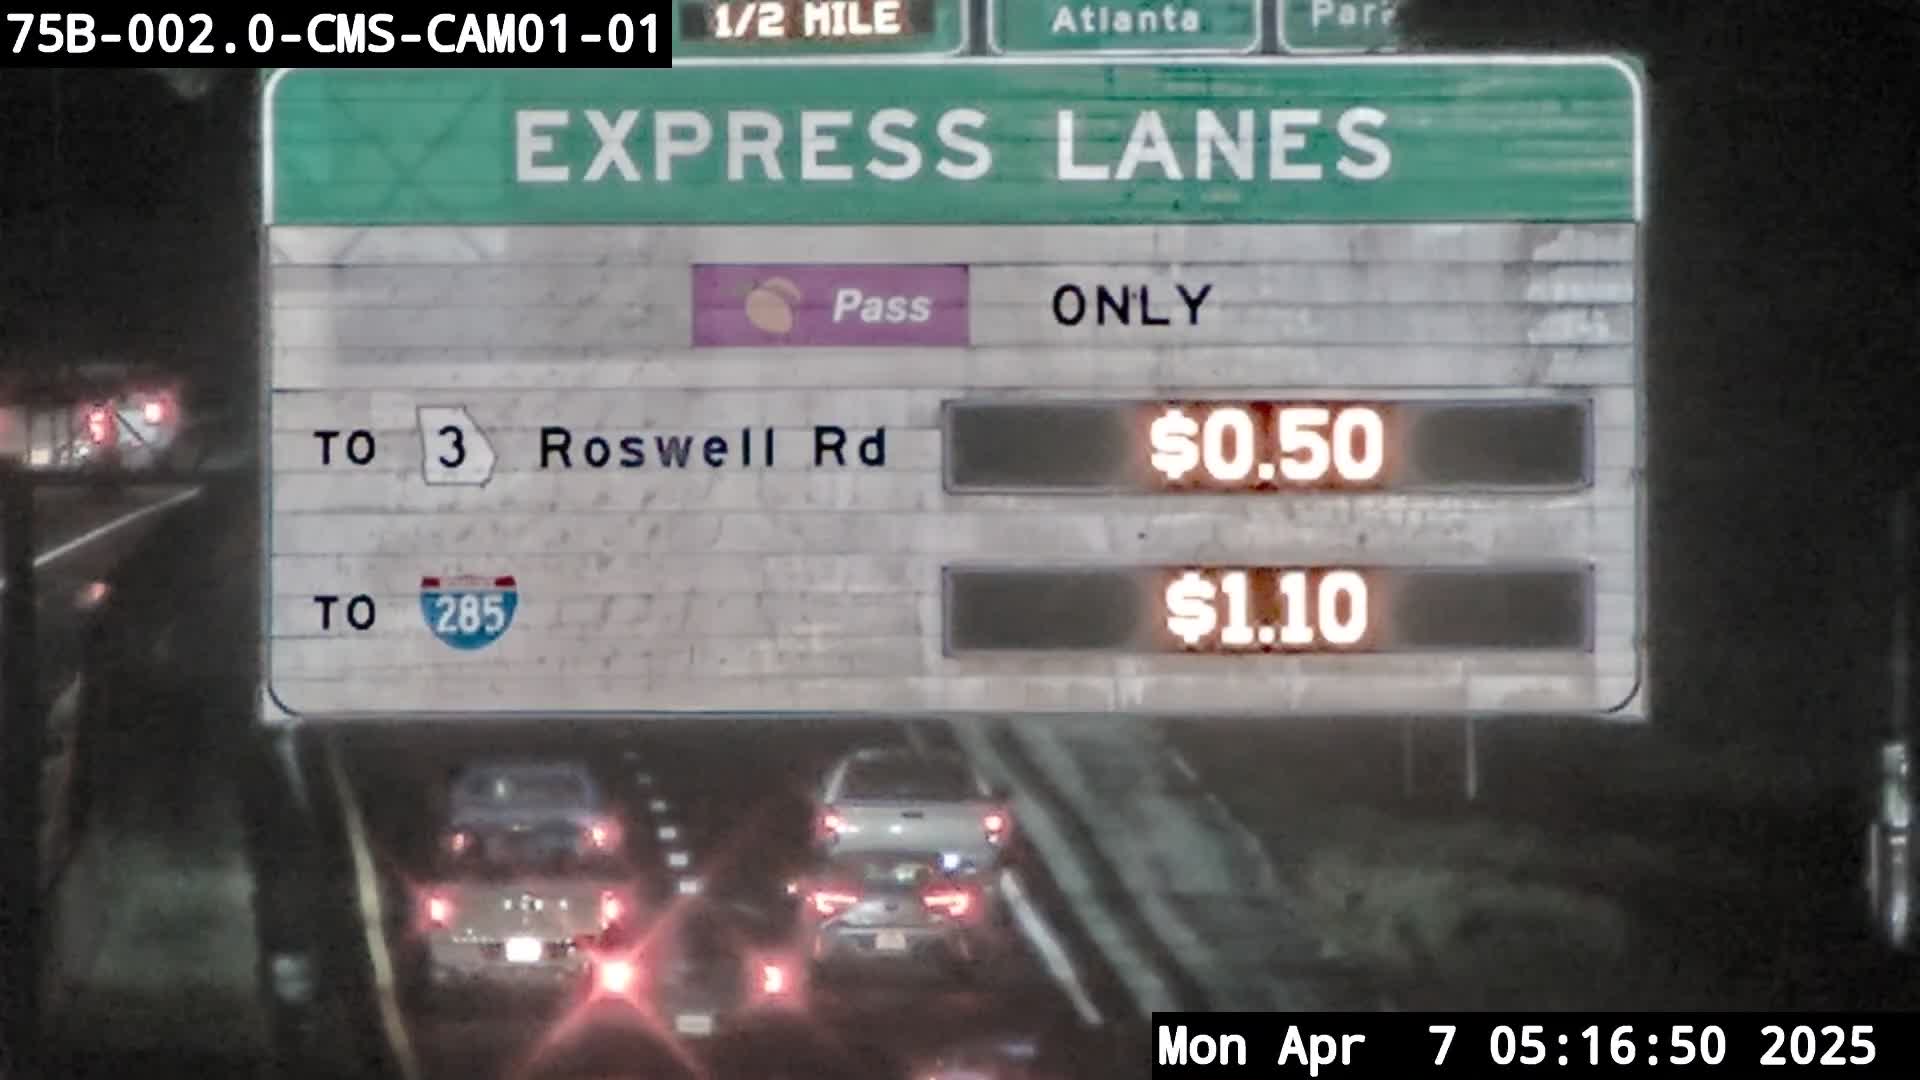 75B-002.0-CMS-CAM01-01
1/2 MILE
Atlanta
EXPRESS LANES
Pass ONLY
TO 3 Roswell Rd $0.50
TO 285 $1.10
Mon Apr 7 05:16:50 2025